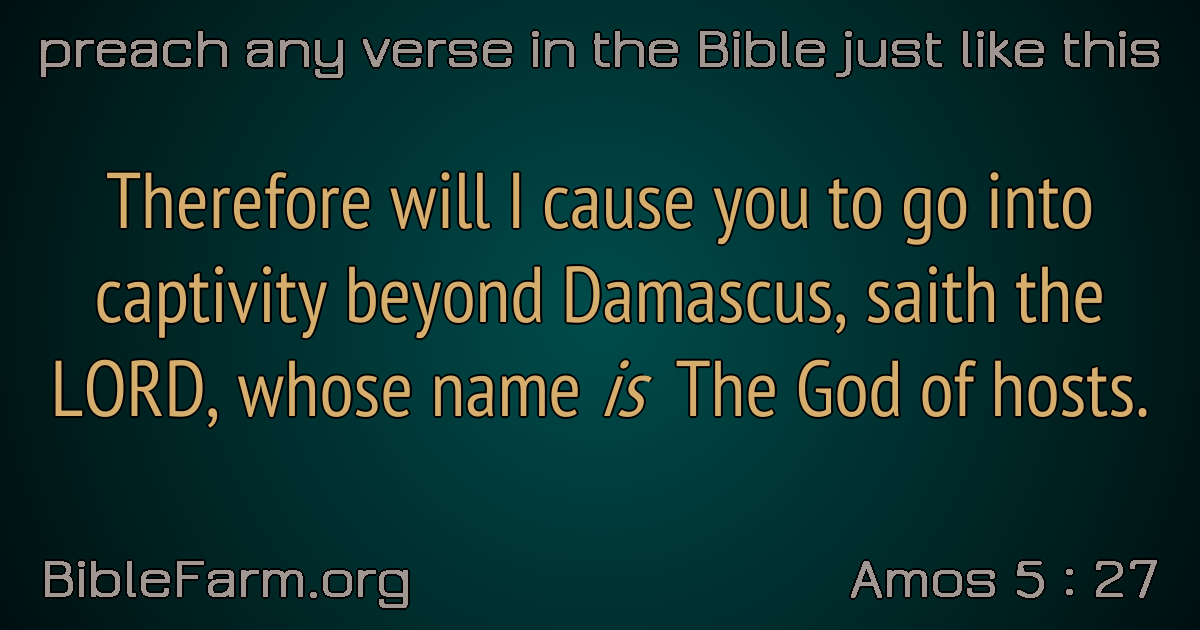 preach any verse in the Bible just like this
Therefore will I cause you to go into
captivity beyond Damascus, saith the
LORD, whose name is The God of hosts.
BibleFarm.org
Amos 5 : 27